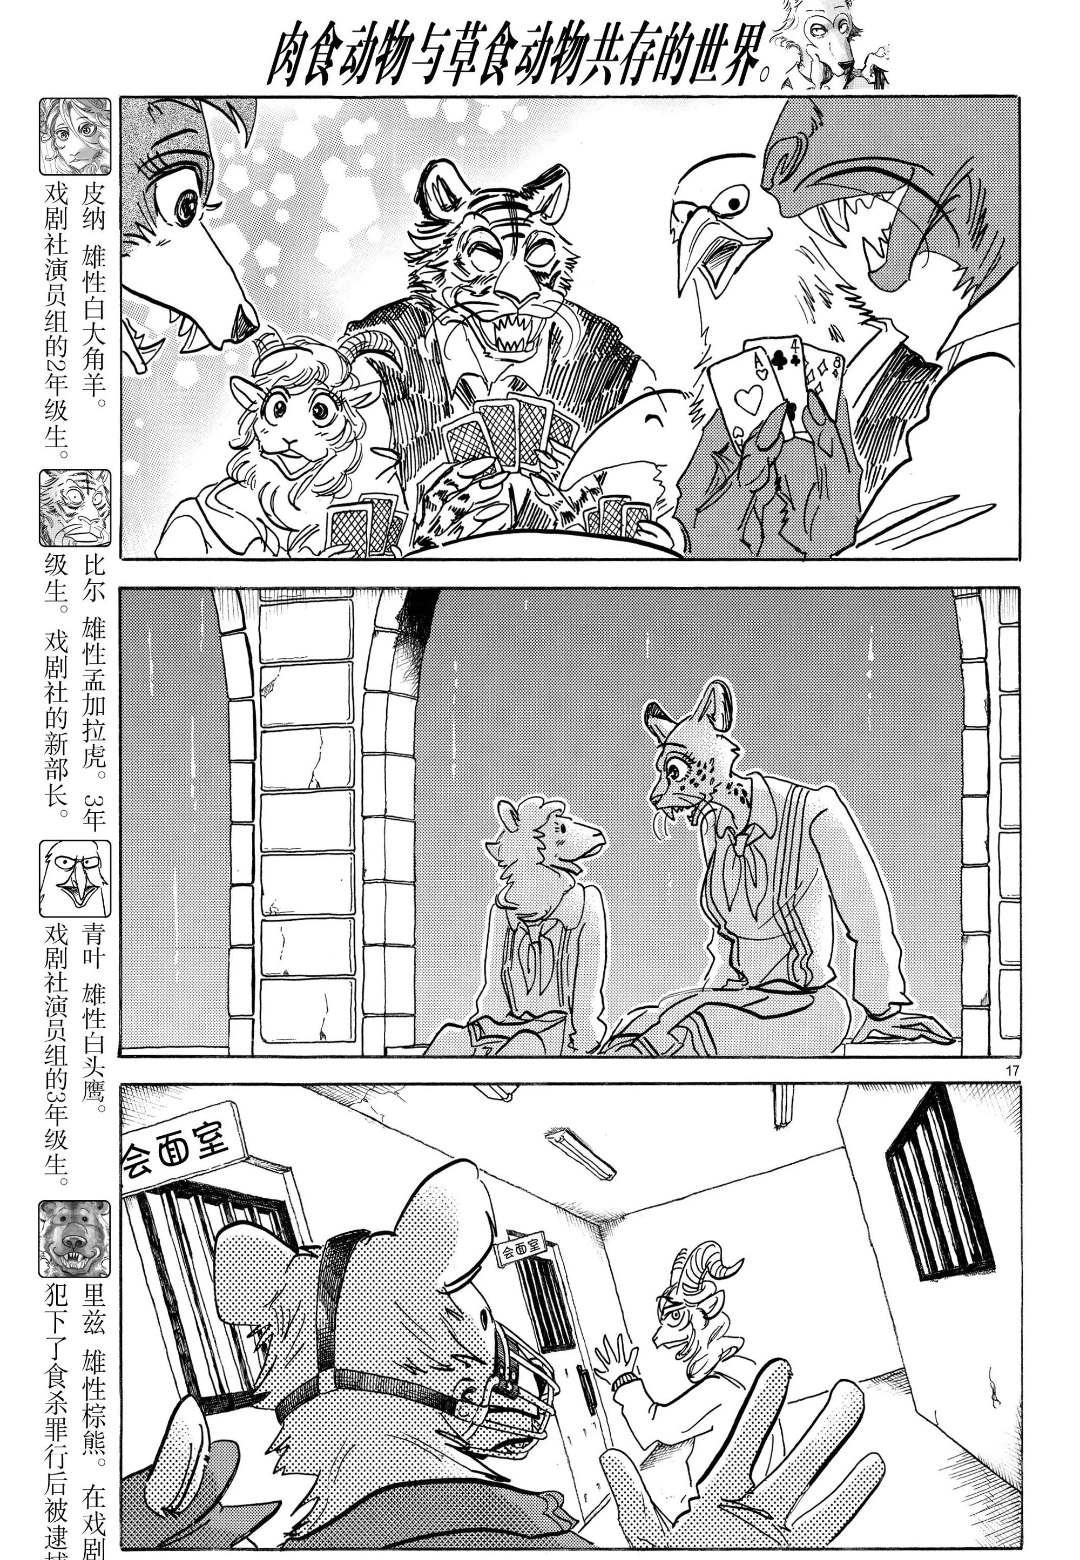 肉食动物与草食动物共存的世界。
皮纳 雄性白大角羊。
戏剧社演员组的2年级生。
比尔 雄性孟加拉虎。3年
级生。戏剧社的新部长。
青叶 雄性白头鹰。
戏剧社演员组的3年级生。
里兹 雄性棕熊。在戏剧
犯下了食杀罪行后被逮捕
A
4
8
17
会面室
会面室